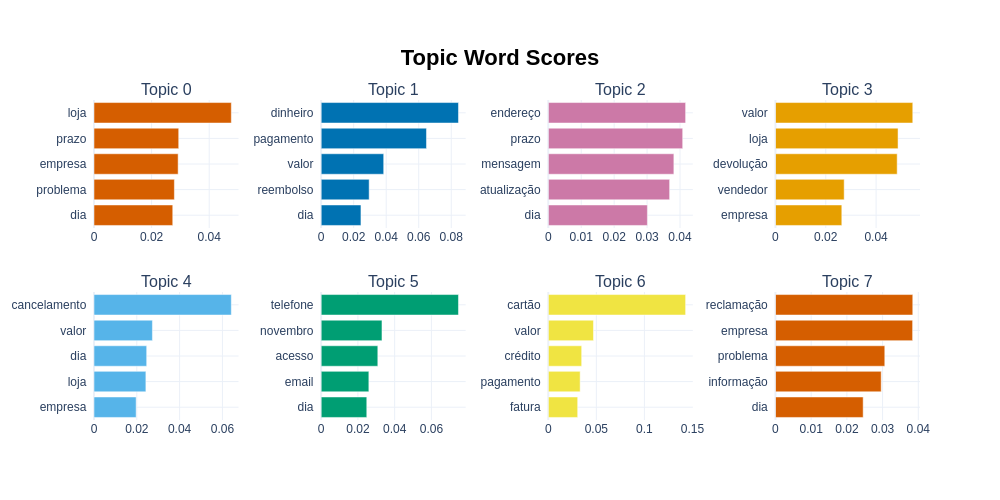 Topic Word Scores
Topic 0
loja
prazo
empresa
problema
dia
0 0.02 0.04
Topic 1
dinheiro
pagamento
valor
reembolso
dia
0 0.02 0.04 0.06 0.08
Topic 2
endereço
prazo
mensagem
atualização
dia
0 0.01 0.02 0.03 0.04
Topic 3
valor
loja
devolução
vendedor
empresa
0 0.02 0.04
Topic 4
cancelamento
valor
dia
loja
empresa
0 0.02 0.04 0.06
Topic 5
telefone
novembro
acesso
email
dia
0 0.02 0.04 0.06
Topic 6
cartão
valor
crédito
pagamento
fatura
0 0.05 0.1 0.15
Topic 7
reclamação
empresa
problema
informação
dia
0 0.01 0.02 0.03 0.04